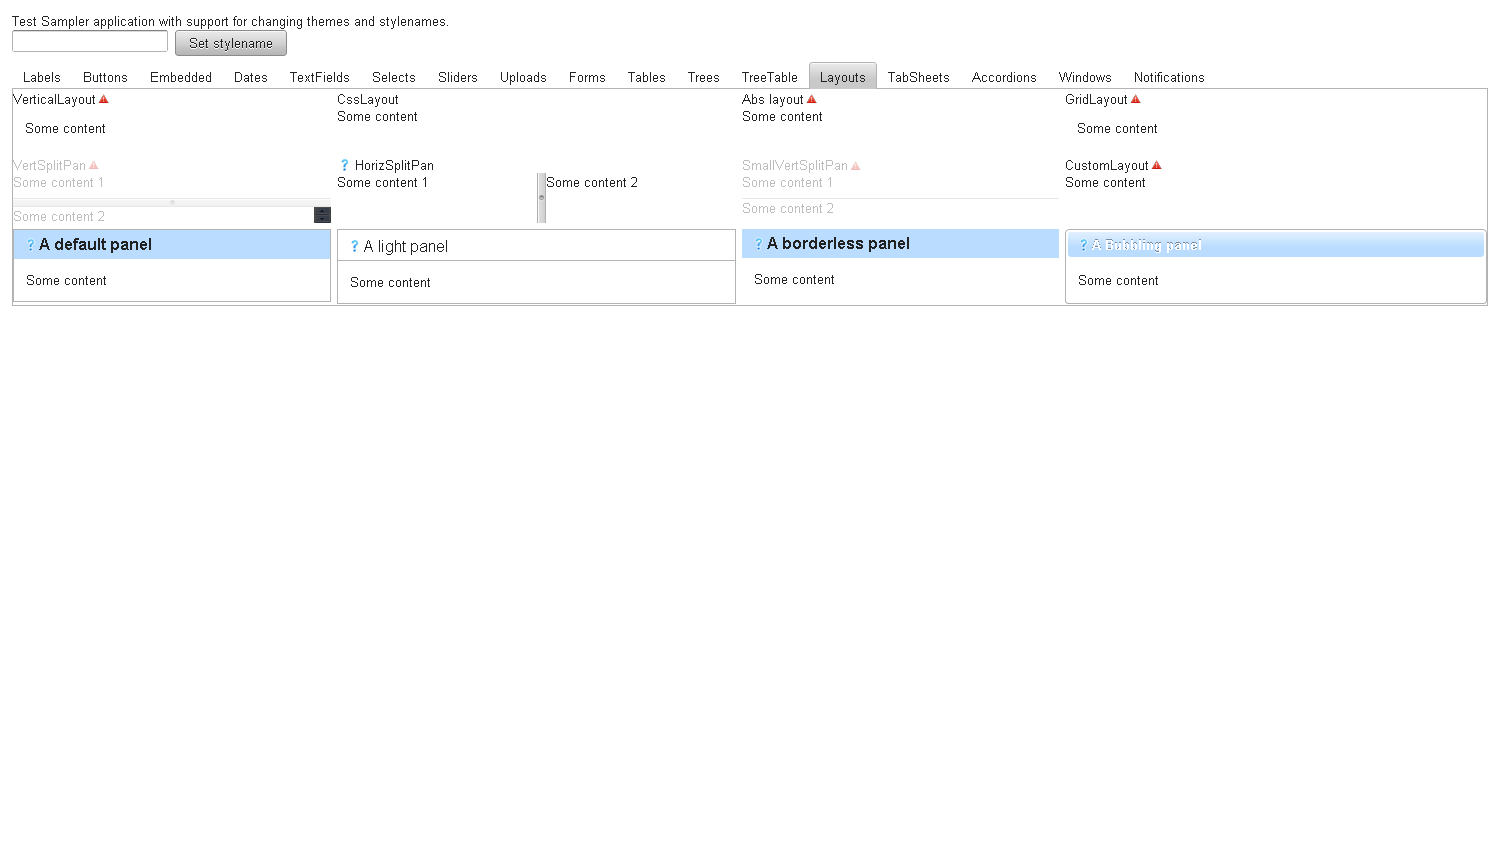 Test Sampler application with support for changing themes and stylenames.
Set stylename
Labels Buttons Embedded Dates TextFields Selects Sliders Uploads Forms Tables Trees TreeTable Layouts TabSheets Accordions Windows Notifications
VerticalLayout CssLayout Abs layout GridLayout
Some content Some content
Some content Some content
VertSplitPan HorizSplitPan SmallVertSplitPan CustomLayout
Some content 1 Some content 1 Some content 2 Some content 1 Some content
Some content 2 Some content 2
A default panel A light panel A borderless panel A Bubbling panel
Some content Some content Some content Some content